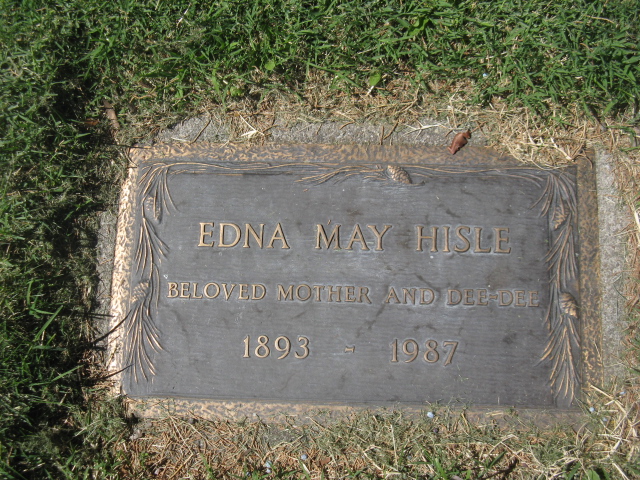 EDNA MAY HISLE
BELOVED MOTHER AND DEE-DEE
1893 - 1987